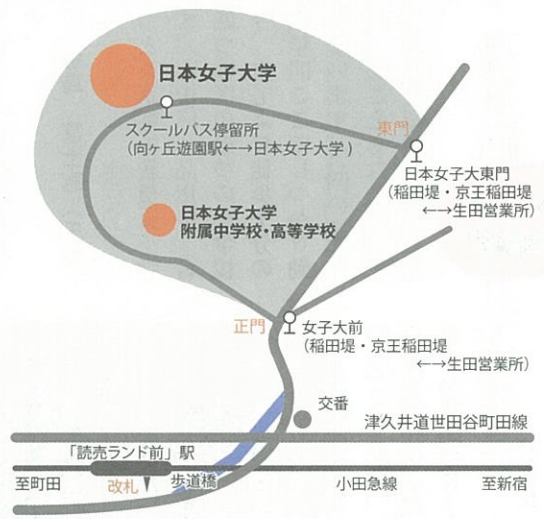 日本女子大学
スクールバス停留所
（向ヶ丘遊園駅←→日本女子大学）
東門
日本女子大東門
（稲田堤・京王稲田堤
←→生田営業所）
日本女子大学
附属中学校・高等学校
正門
女子大前
（稲田堤・京王稲田堤
←→生田営業所）
交番
津久井道世田谷町田線
「読売ランド前」駅
至町田
改札
歩道橋
小田急線
至新宿